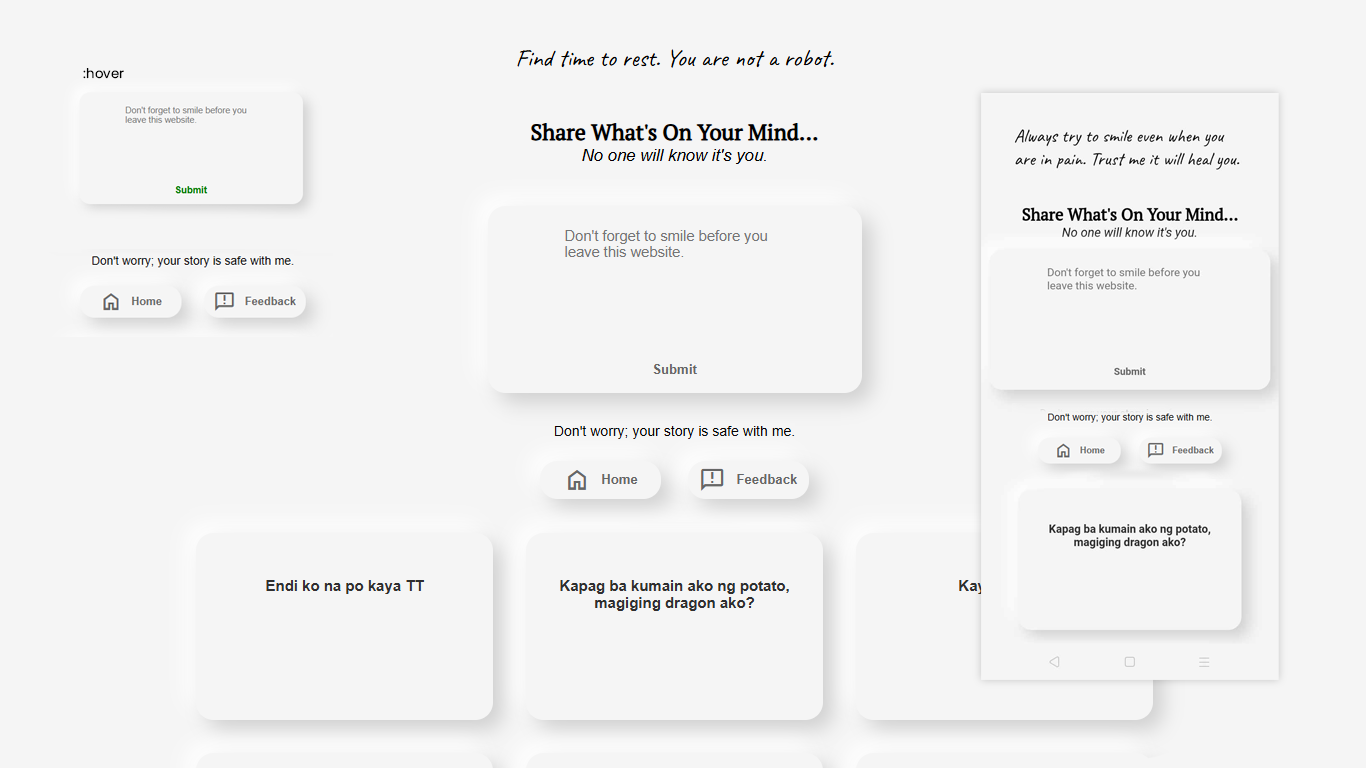 :hover
Don't forget to smile before you
leave this website.
Submit
Don't worry; your story is safe with me.
Home
Feedback
Find time to rest. You are not a robot.
Share What's On Your Mind...
No one will know it's you.
Don't forget to smile before you
leave this website.
Submit
Don't worry; your story is safe with me.
Home
Feedback
Endi ko na po kaya TT
Kapag ba kumain ako ng potato,
magiging dragon ako?
Kay
Always try to smile even when you
are in pain. Trust me it will heal you.
Share What's On Your Mind...
No one will know it's you.
Don't forget to smile before you
leave this website.
Submit
Don't worry; your story is safe with me.
Home
Feedback
Kapag ba kumain ako ng potato,
magiging dragon ako?